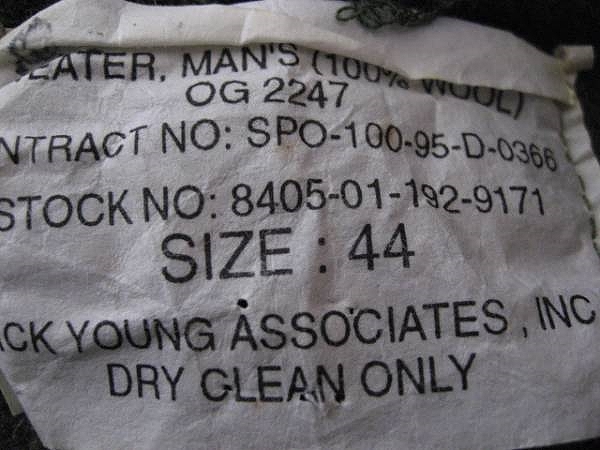 EATER, MAN'S (100% WOOL)
OG 2247
NTRACT NO: SPO-100-95-D-0366
STOCK NO: 8405-01-192-9171
SIZE : 44
CK YOUNG ASSOCIATES, INC
DRY CLEAN ONLY